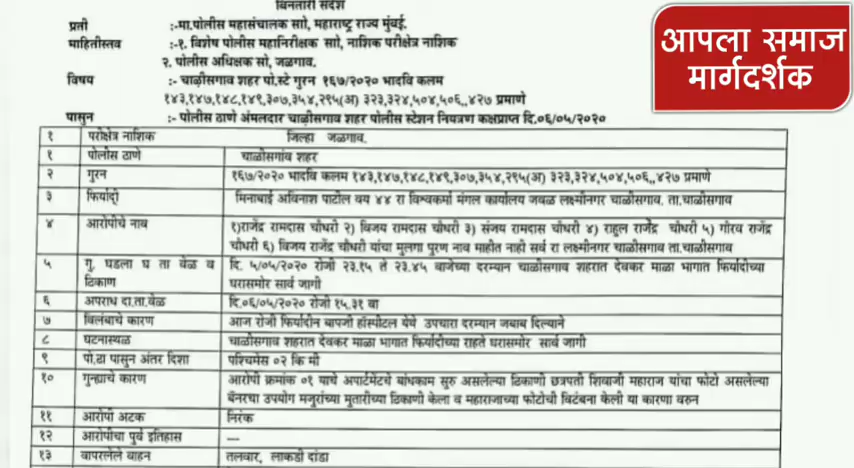 बिनतारी संदेश
प्रती :-मा.पोलीस महासंचालक साो, महाराष्ट्र राज्य मुंबई.
माहितीस्तव :-१. विशेष पोलीस महानिरीक्षक साो, नाशिक परीक्षेत्र नाशिक
२. पोलीस अधिक्षक सो, जळगाव.
विषय :- चाळीसगाव शहर पो.स्टे गुरन १६७/२०२० भादवि कलम
१४३,१४७,१४८,१४९,३०७,३५४,२९५(अ) ३२३,३२४,५०४,५०६,,४२७ प्रमाणे
पासुन :- पोलीस ठाणे अंमलदार चाळीसगाव शहर पोलीस स्टेशन नियत्रण कक्षप्राप्त दि.०६/०५/२०२०
आपला समाज
मार्गदर्शक
१ परीक्षेत्र नाशिक जिल्हा जळगाव.
१ पोलीस ठाणे चाळीसगांव शहर
२ गुरन १६७/२०२० भादवि कलम १४३,१४७,१४८,१४९,३०७,३५४,२९५(अ) ३२३,३२४,५०४,५०६,,४२७ प्रमाणे
३ फिर्यादी मिनाबाई अविनाश पाटील वय ४४ रा विश्वकर्मा मंगल कार्यालय जवळ लक्ष्मीनगर चाळीसगाव. ता.चाळीसगाव
४ आरोपीचे नाव १)राजेंद्र रामदास चौधरी २) विजय रामदास चौधरी ३) संजय रामदास चौधरी ४) राहुल राजेंद्र चौधरी ५) गौरव राजेंद्र
चौधरी ६) विजय राजेंद्र चौधरी यांचा मुलगा पुरण नाव माहीत नाही सर्व रा लक्ष्मीनगर चाळीसगाव ता.चाळीसगाव
५ गु. घडला घ ता वेळ व दि. ५/०५/२०२० रोजी २३.१५ ते २३.४५ वाजेच्या दरम्यान चाळीसगाव शहरात देवकर माळा भागात फिर्यादीच्या
ठिकाण घरासमोर सार्व जागी
६ अपराध दा.ता.वेळ दि.०६/०५/२०२० रोजी १५.३१ वा
७ विलंबाचे कारण आज रोजी फिर्यादीन बापजी हॉस्पीटल येथे उपचारा दरम्यान जबाब दिल्याने
८ घटनास्थळ चाळीसगाव शहरात देवकर माळा भागात फिर्यादीच्या राहते घरासमोर सार्व जागी
९ पो.ठा पासुन अंतर दिशा पश्चिमेस ०२ कि मी
१० गुन्ह्याचे कारण आरोपी क्रमांक ०१ याचे अपार्टमेंटचे बांधकाम सुरु असलेल्या ठिकाणी छत्रपती शिवाजी महाराज यांचा फोटो असलेल्या
बॅनरचा उपयोग मजुरांच्या मुतारीच्या ठिकाणी केला व महाराजाच्या फोटोची विटंबना केली या कारणा वरुन
११ आरोपी अटक निरंक
१२ आरोपीचा पुर्व इतिहास ---
१३ वापरलेले वाहन तलवार, लाकडी दांडा